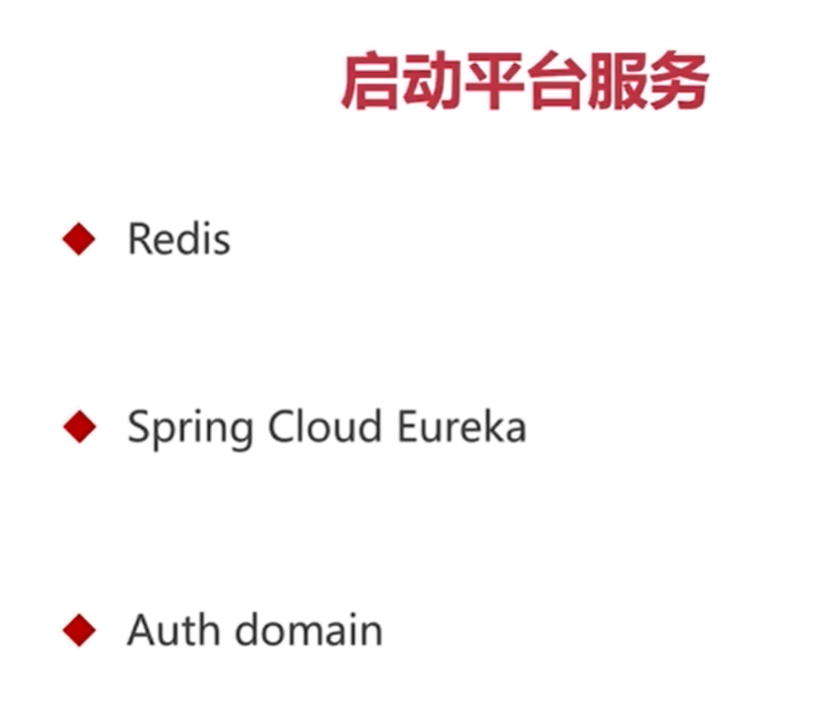 启动平台服务
Redis
Spring Cloud Eureka
Auth domain